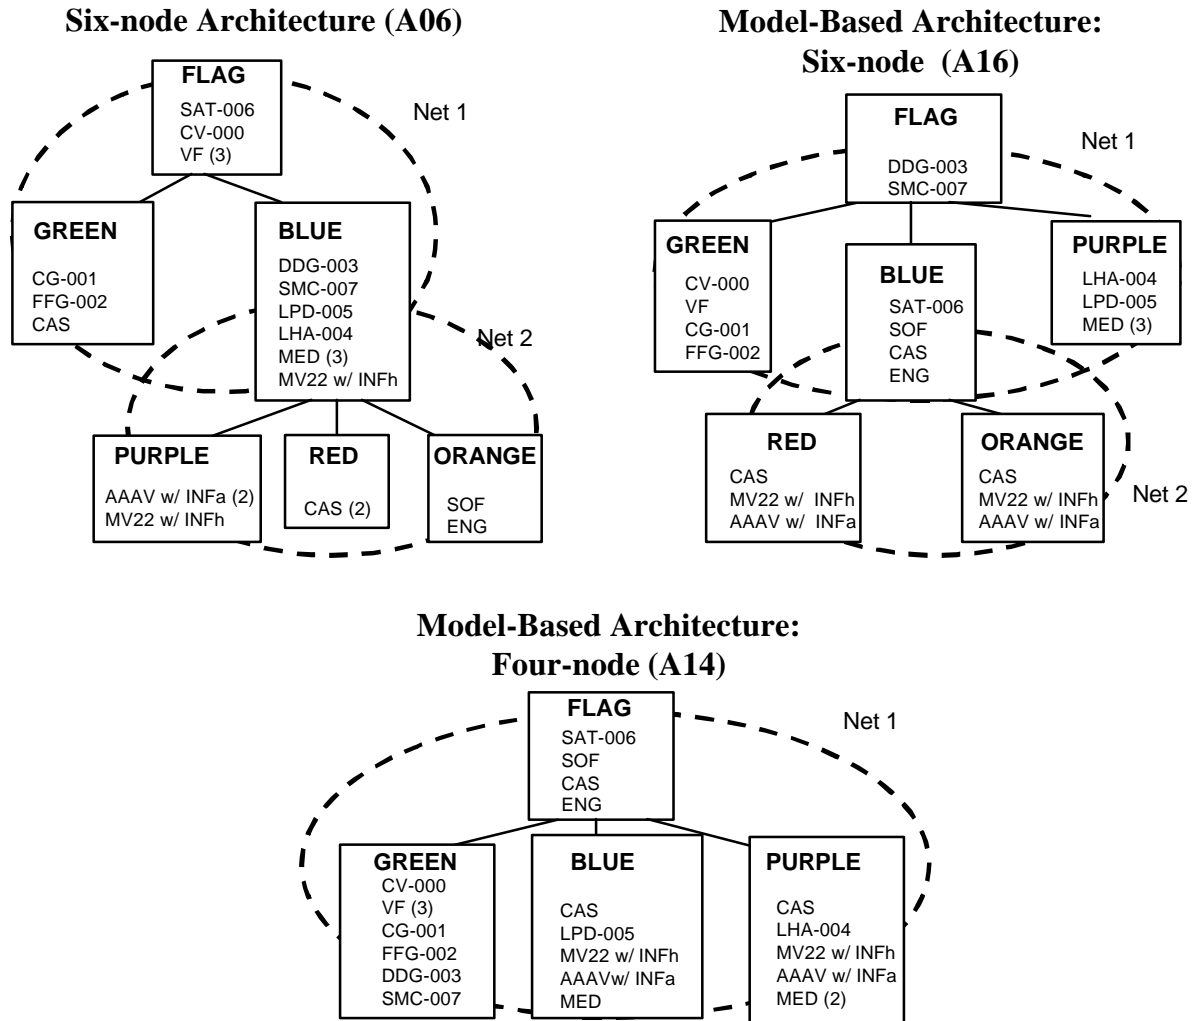 Six-node Architecture (A06)
FLAG
SAT-006
CV-000
VF (3)
Net 1
GREEN
CG-001
FFG-002
CAS
BLUE
DDG-003
SMC-007
LPD-005
LHA-004
MED (3)
MV22 w/ INFh
Net 2
PURPLE
AAAV w/ INFa (2)
MV22 w/ INFh
RED
CAS (2)
ORANGE
SOF
ENG
Model-Based Architecture:
Six-node (A16)
FLAG
DDG-003
SMC-007
Net 1
GREEN
CV-000
VF
CG-001
FFG-002
BLUE
SAT-006
SOF
CAS
ENG
PURPLE
LHA-004
LPD-005
MED (3)
RED
CAS
MV22 w/ INFh
AAAV w/ INFa
ORANGE
CAS
MV22 w/ INFh
AAAV w/ INFa
Net 2
Model-Based Architecture:
Four-node (A14)
FLAG
SAT-006
SOF
CAS
ENG
Net 1
GREEN
CV-000
VF (3)
CG-001
FFG-002
DDG-003
SMC-007
BLUE
CAS
LPD-005
MV22 w/ INFh
AAAVw/ INFa
MED
PURPLE
CAS
LHA-004
MV22 w/ INFh
AAAV w/ INFa
MED (2)